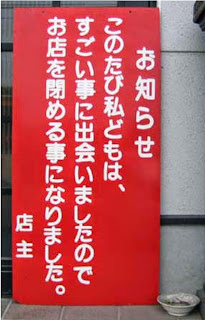 お知らせ
このたび私どもは、
すごい事に出会いましたので
お店を閉める事になりました。
店主